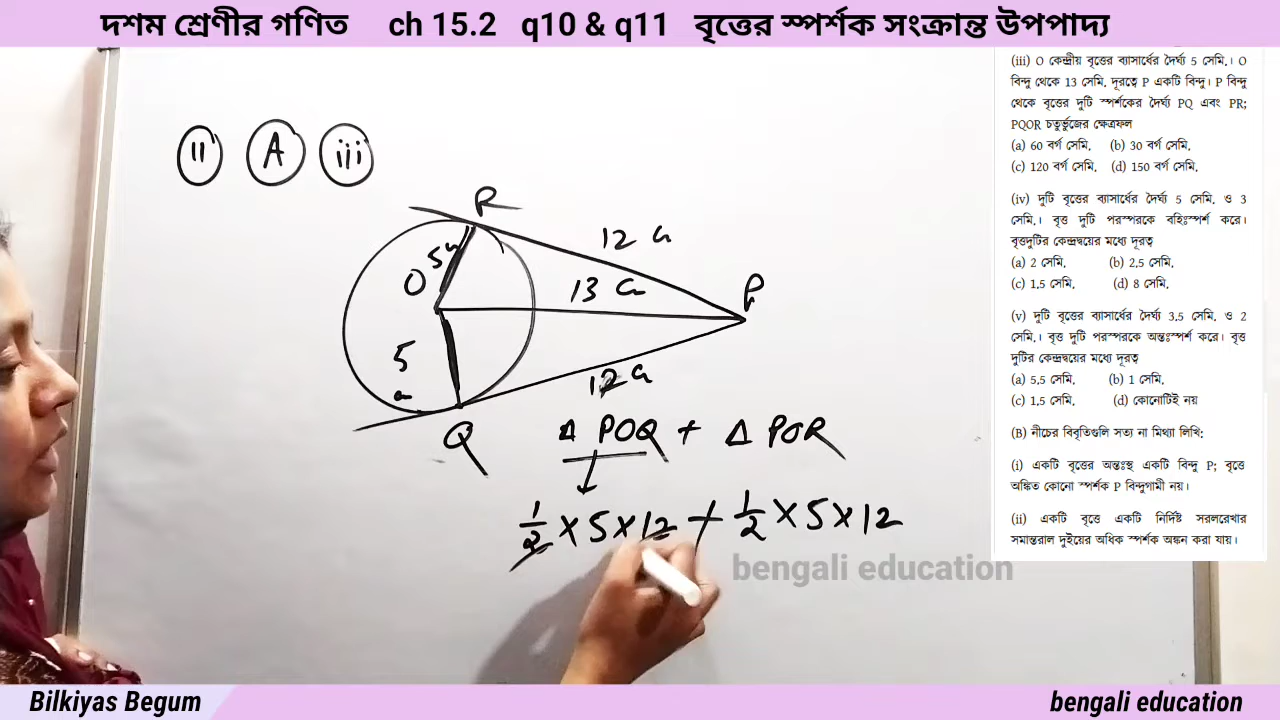 দশম শ্রেণীর গণিত ch 15.2 q10 & q11 বৃত্তের স্পর্শক সংক্রান্ত উপপাদ্য
(iii) O কেন্দ্রীয় বৃত্তের ব্যাসার্ধের দৈর্ঘ্য 5 সেমি.। O
বিন্দু থেকে 13 সেমি. দূরত্বে P একটি বিন্দু। P বিন্দু
থেকে বৃত্তের দুটি স্পর্শকের দৈর্ঘ্য PQ এবং PR;
PQOR চতুর্ভুজের ক্ষেত্রফল
(a) 60 বর্গ সেমি. (b) 30 বর্গ সেমি.
(c) 120 বর্গ সেমি. (d) 150 বর্গ সেমি.
(iv) দুটি বৃত্তের ব্যাসার্ধের দৈর্ঘ্য 5 সেমি. ও 3
সেমি.। বৃত্ত দুটি পরস্পরকে বহিঃস্পর্শ করে।
বৃত্তদুটির কেন্দ্রদ্বয়ের মধ্যে দূরত্ব
(a) 2 সেমি. (b) 2.5 সেমি.
(c) 1.5 সেমি. (d) 8 সেমি.
(v) দুটি বৃত্তের ব্যাসার্ধের দৈর্ঘ্য 3.5 সেমি. ও 2
সেমি.। বৃত্ত দুটি পরস্পরকে অন্তঃস্পর্শ করে। বৃত্ত
দুটির কেন্দ্রদ্বয়ের মধ্যে দূরত্ব
(a) 5.5 সেমি. (b) 1 সেমি.
(c) 1.5 সেমি. (d) কোনোটিই নয়
(B) নীচের বিবৃতিগুলি সত্য না মিথ্যা লিখি:
(i) একটি বৃত্তের অন্তঃস্থ একটি বিন্দু P; বৃত্তে
অঙ্কিত কোনো স্পর্শক P বিন্দুগামী নয়।
(ii) একটি বৃত্তে একটি নির্দিষ্ট সরলরেখার
সমান্তরাল দুইয়ের অধিক স্পর্শক অঙ্কন করা যায়।
11 A iii
R
12
5
O
13
P
5
12
Q
Δ POQ + Δ POR
1/2 × 5 × 12 + 1/2 × 5 × 12
bengali education
Bilkiyas Begum bengali education